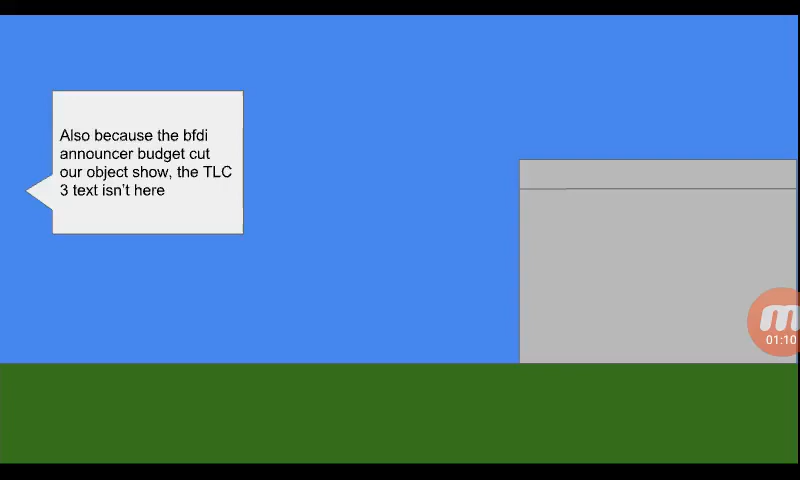 Also because the bfdi
announcer budget cut
our object show, the TLC
3 text isn't here
01:10